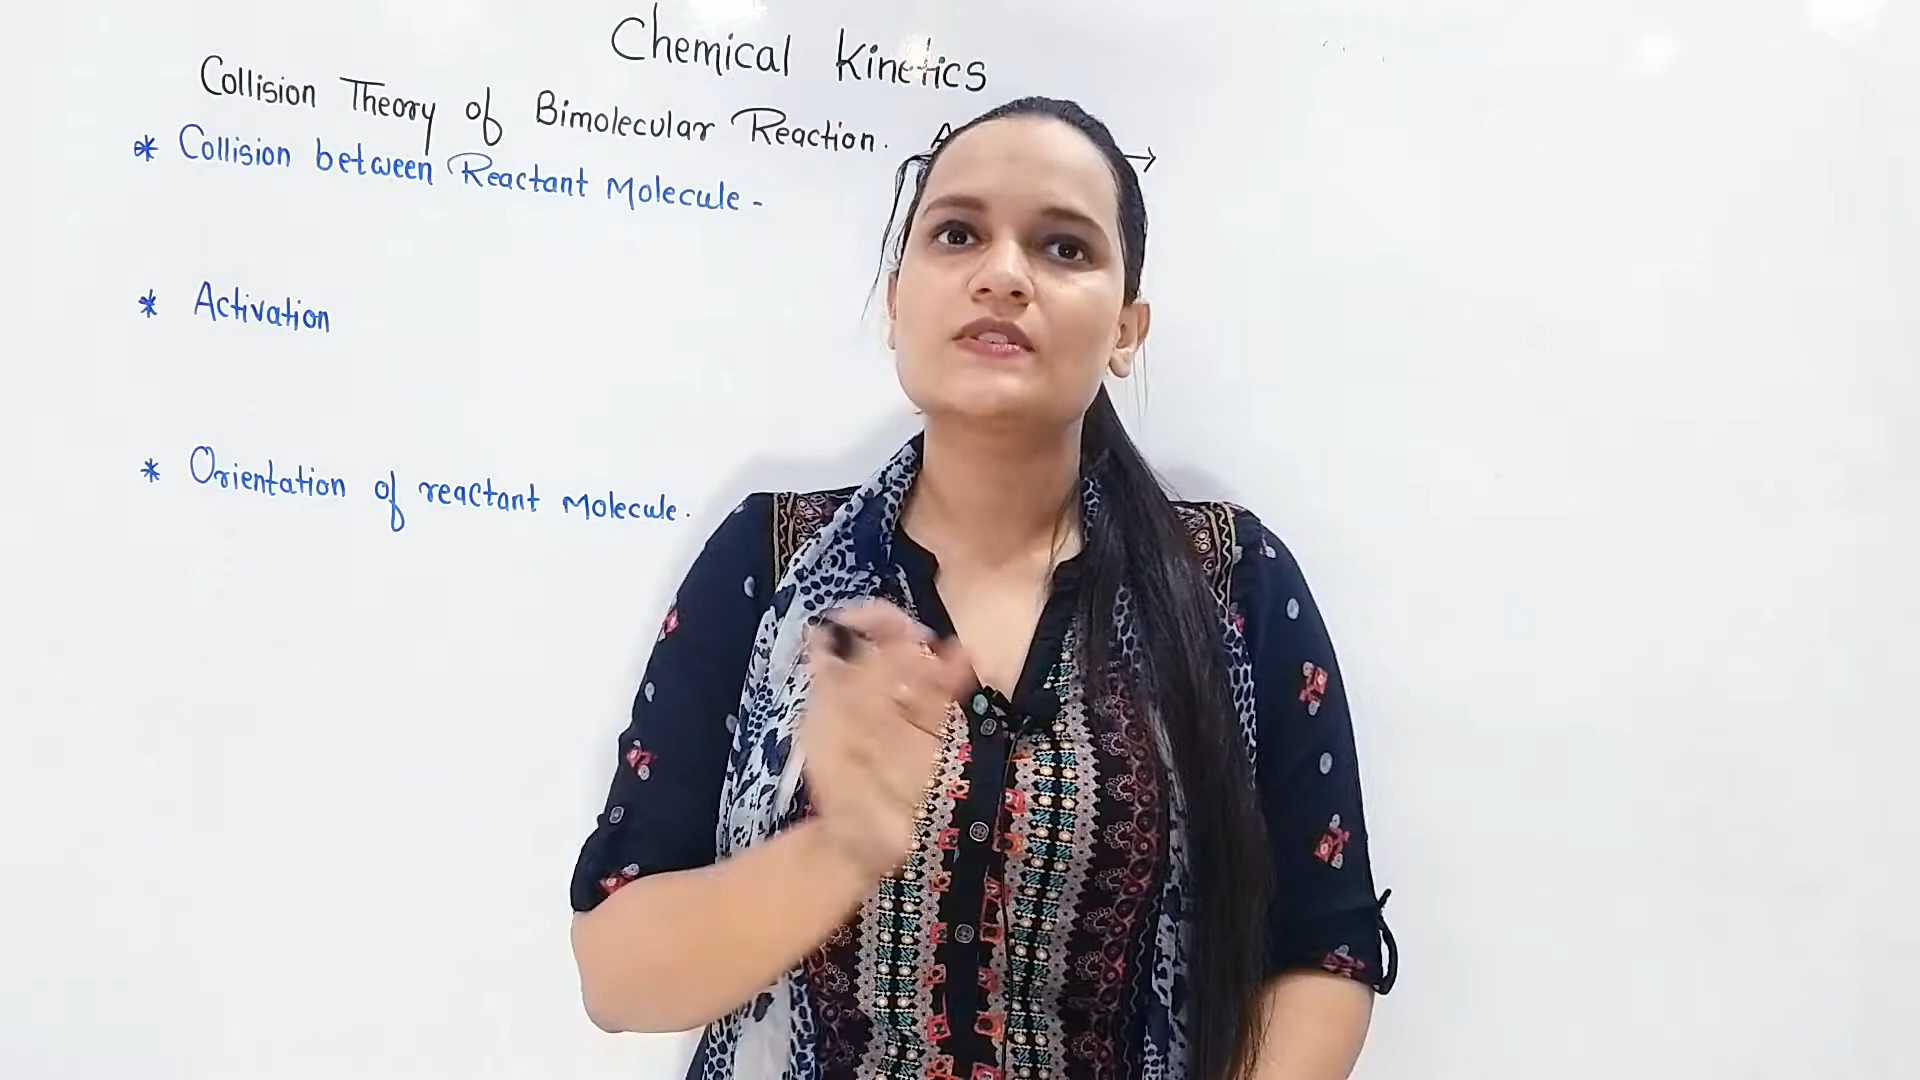 Chemical Kinetics
Collision Theory of Bimolecular Reaction. A →
* Collision between Reactant Molecule -
* Activation
* Orientation of reactant Molecule.